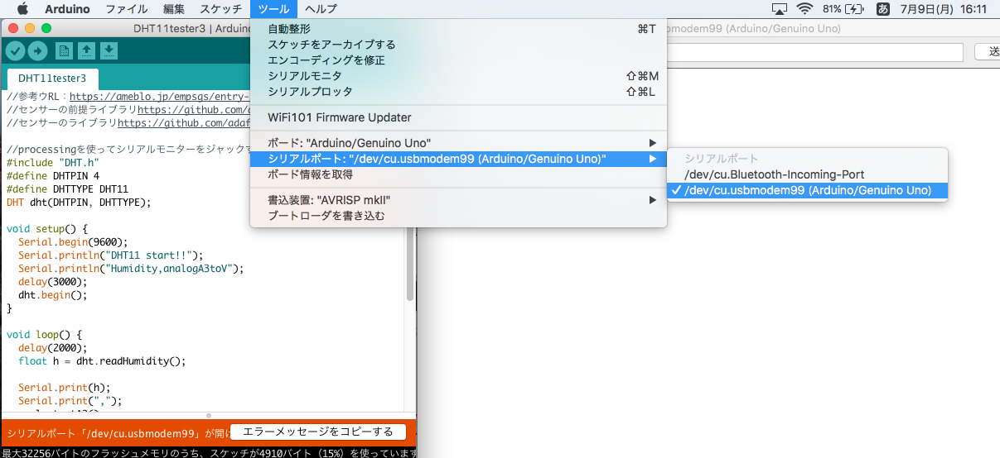 Arduino ファイル 編集 スケッチ ツール ヘルプ 81% あ 7月9日(月) 16:11
DHT11tester3 | Arduino
usbmodem99 (Arduino/Genuino Uno)
送
DHT11tester3
//参考ウRL：https://ameblo.jp/empsgs/entry-
//センサーの前提ライブラリhttps://github.com/
//センサーのライブラリhttps://github.com/adaf
//processingを使ってシリアルモニターをジャックす
#include "DHT.h"
#define DHTPIN 4
#define DHTTYPE DHT11
DHT dht(DHTPIN, DHTTYPE);
void setup() {
Serial.begin(9600);
Serial.println("DHT11 start!!");
Serial.println("Humidity,analogA3toV");
delay(3000);
dht.begin();
}
void loop() {
delay(2000);
float h = dht.readHumidity();
Serial.print(h);
Serial.print(",");
自動整形 ⌘T
スケッチをアーカイブする
エンコーディングを修正
シリアルモニタ ⇧⌘M
シリアルプロッタ ⇧⌘L
WiFi101 Firmware Updater
ボード: "Arduino/Genuino Uno"
シリアルポート: "/dev/cu.usbmodem99 (Arduino/Genuino Uno)"
ボード情報を取得
書込装置: "AVRISP mkII"
ブートローダを書き込む
シリアルポート
/dev/cu.Bluetooth-Incoming-Port
✓/dev/cu.usbmodem99 (Arduino/Genuino Uno)
シリアルポート「/dev/cu.usbmodem99」が開け
エラーメッセージをコピーする
最大32256バイトのフラッシュメモリのうち、スケッチが4910バイト（15%）を使っています